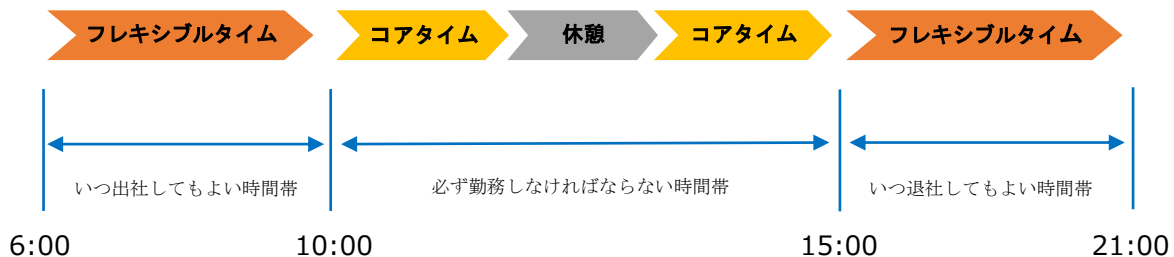 フレキシブルタイム
コアタイム
休憩
コアタイム
フレキシブルタイム
いつ出社してもよい時間帯
必ず勤務しなければならない時間帯
いつ退社してもよい時間帯
6:00
10:00
15:00
21:00